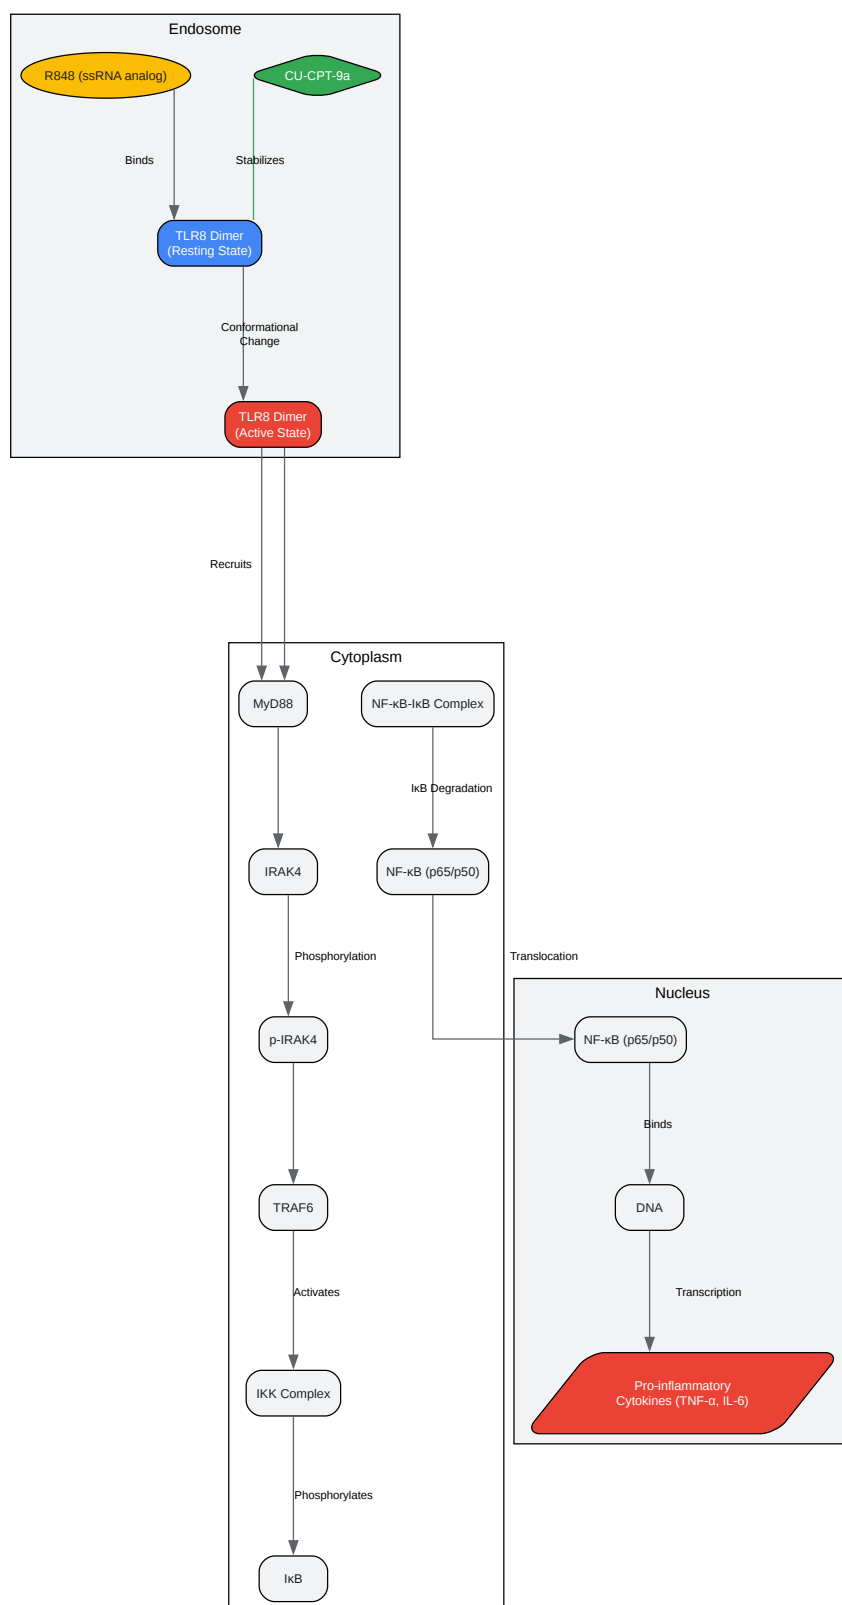 Endosome
R848 (ssRNA analog)
CU-CPT-9a
Binds
Stabilizes
TLR8 Dimer
(Resting State)
Conformational
Change
TLR8 Dimer
(Active State)
Recruits
Cytoplasm
MyD88
NF-κB-IκB Complex
IκB Degradation
IRAK4
NF-κB (p65/p50)
Phosphorylation
Translocation
Nucleus
p-IRAK4
NF-κB (p65/p50)
Binds
TRAF6
DNA
Activates
Transcription
IKK Complex
Pro-inflammatory
Cytokines (TNF-α, IL-6)
Phosphorylates
IκB